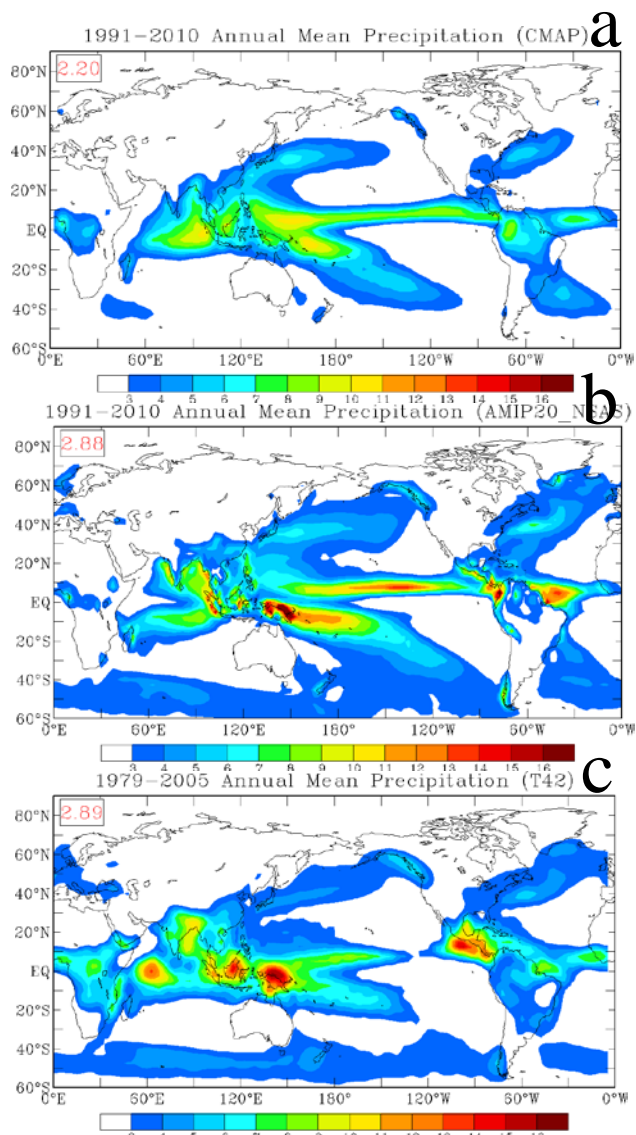 a
1991-2010 Annual Mean Precipitation (CMAP)
2.20
80°N
60°N
40°N
20°N
EQ
20°S
40°S
60°S
0°E 60°E 120°E 180° 120°W 60°W 0°W
3 4 5 6 7 8 9 10 11 12 13 14 15 16
b
1991-2010 Annual Mean Precipitation (AMIP20_NSAS)
2.88
80°N
60°N
40°N
20°N
EQ
20°S
40°S
60°S
0°E 60°E 120°E 180° 120°W 60°W 0°W
3 4 5 6 7 8 9 10 11 12 13 14 15 16
c
1979-2005 Annual Mean Precipitation (T42)
2.89
80°N
60°N
40°N
20°N
EQ
20°S
40°S
60°S
0°E 60°E 120°E 180° 120°W 60°W 0°W